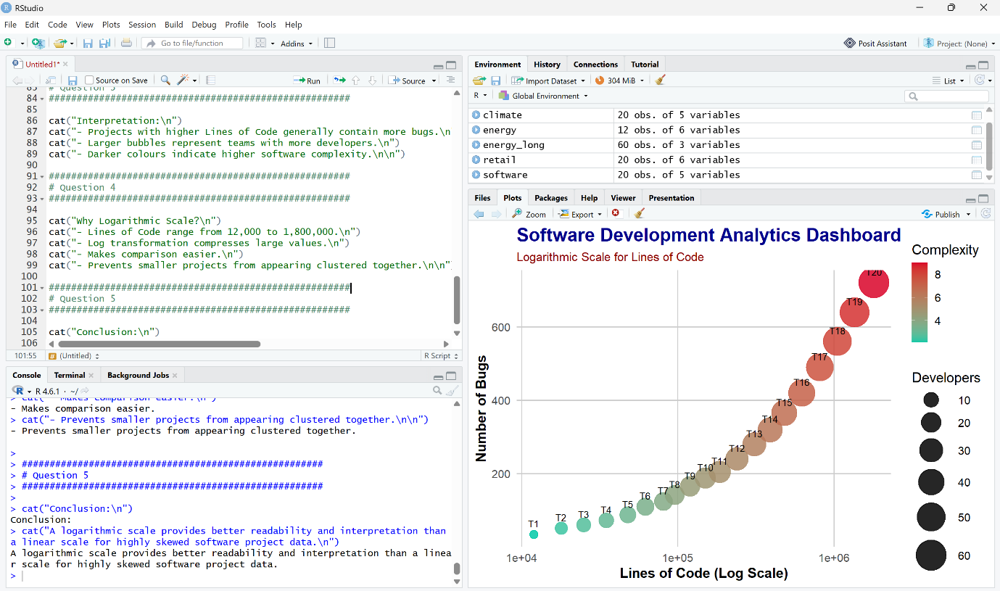 RStudio
File Edit Code View Plots Session Build Debug Profile Tools Help
Go to file/function Addins Posit Assistant Project: (None)
Untitled1*
Source on Save Run Source
83 # Question 3
84 ######################################################
85
86 cat("Interpretation:\n")
87 cat("- Projects with higher Lines of Code generally contain more bugs.\n
88 cat("- Larger bubbles represent teams with more developers.\n")
89 cat("- Darker colours indicate higher software complexity.\n\n")
90
91 ######################################################
92 # Question 4
93 ######################################################
94
95 cat("Why Logarithmic Scale?\n")
96 cat("- Lines of Code range from 12,000 to 1,800,000.\n")
97 cat("- Log transformation compresses large values.\n")
98 cat("- Makes comparison easier.\n")
99 cat("- Prevents smaller projects from appearing clustered together.\n\n"
100
101 ######################################################
102 # Question 5
103 ######################################################
104
105 cat("Conclusion:\n")
106
101:55 # (Untitled) R Script
Console Terminal Background Jobs
R R 4.6.1 · ~/
> cat("- Makes comparison easier.\n")
- Makes comparison easier.
> cat("- Prevents smaller projects from appearing clustered together.\n\n")
- Prevents smaller projects from appearing clustered together.
>
> ######################################################
> # Question 5
> ######################################################
>
> cat("Conclusion:\n")
Conclusion:
> cat("A logarithmic scale provides better readability and interpretation than
a linear scale for highly skewed software project data.\n")
A logarithmic scale provides better readability and interpretation than a linea
r scale for highly skewed software project data.
>
Environment History Connections Tutorial
Import Dataset 304 MiB List
R Global Environment
climate 20 obs. of 5 variables
energy 12 obs. of 6 variables
energy_long 60 obs. of 3 variables
retail 20 obs. of 6 variables
software 20 obs. of 5 variables
Files Plots Packages Help Viewer Presentation
Zoom Export Publish
Software Development Analytics Dashboard
Logarithmic Scale for Lines of Code
Number of Bugs
600
400
200
T1 T2 T3 T4 T5 T6 T7 T8 T9 T10 T11 T12 T13 T14 T15 T16 T17 T18 T19 T20
1e+04 1e+05 1e+06
Lines of Code (Log Scale)
Complexity
8
6
4
Developers
10
20
30
40
50
60